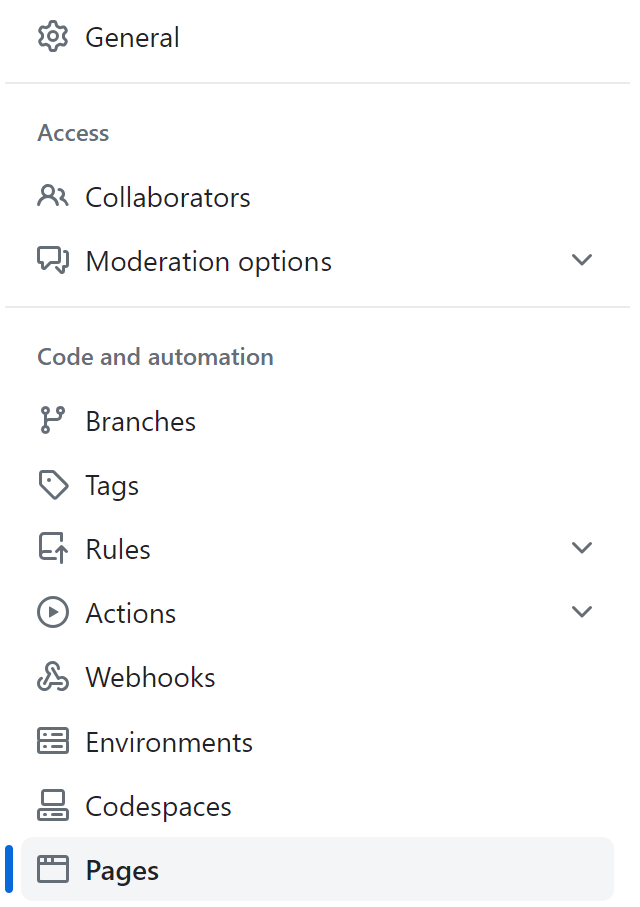 General
Access
Collaborators
Moderation options
Code and automation
Branches
Tags
Rules
Actions
Webhooks
Environments
Codespaces
Pages